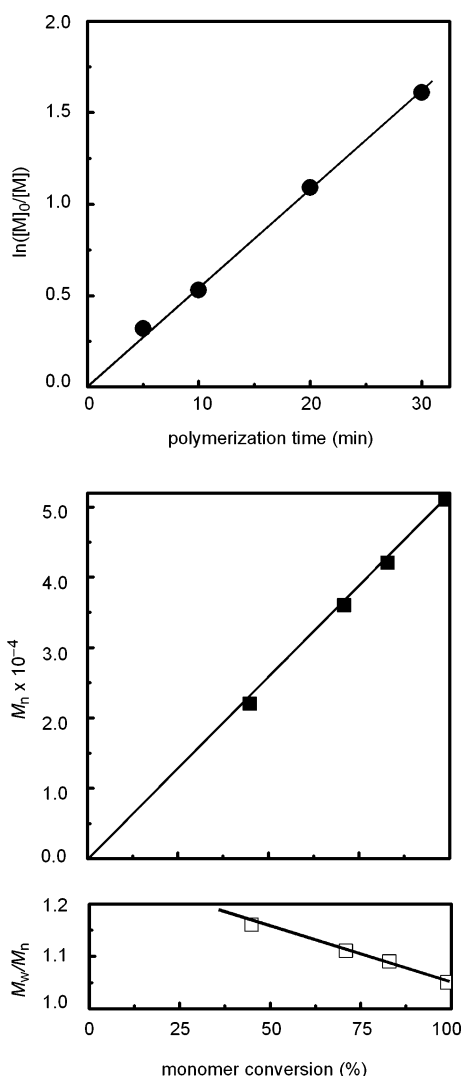 2.0
1.5
1.0
0.5
0.0
ln([M]0/[M])
0 10 20 30
polymerization time (min)
5.0
4.0
3.0
2.0
1.0
0.0
Mn x 10−4
1.2
1.1
1.0
Mw/Mn
0 25 50 75 100
monomer conversion (%)